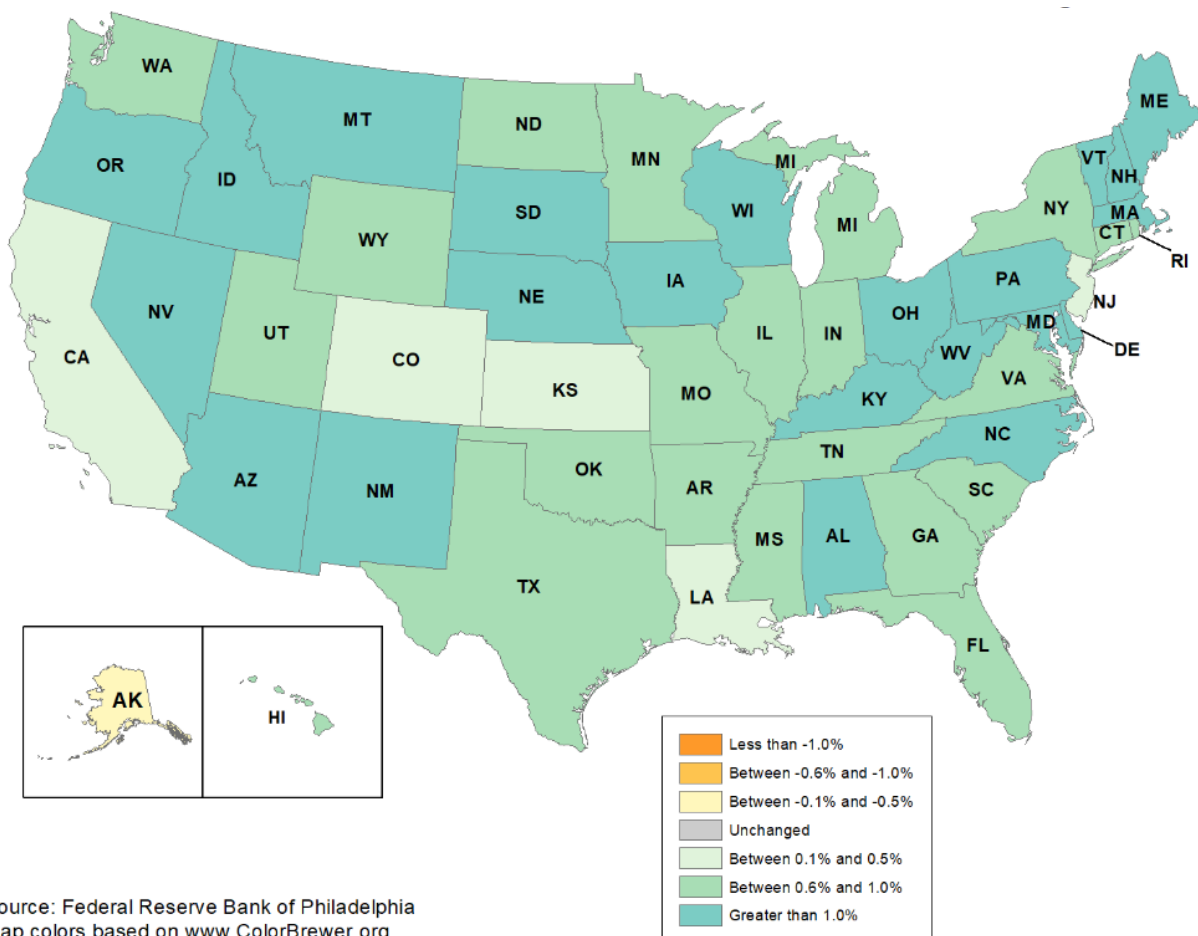 ME
WA
MT
ND
MN
MI
VT
NH
OR
ID
SD
WI
NY
MA
CT
MI
WY
RI
IA
PA
NE
NJ
NV
OH
MD
UT
IL
IN
DE
CA
CO
WV
KS
VA
MO
KY
NC
TN
OK
AZ
NM
AR
SC
MS
AL
GA
TX
LA
FL
AK
HI
Less than -1.0%
Between -0.6% and -1.0%
Between -0.1% and -0.5%
Unchanged
Between 0.1% and 0.5%
Between 0.6% and 1.0%
Greater than 1.0%
ource: Federal Reserve Bank of Philadelphia
ap colors based on www.ColorBrewer.org